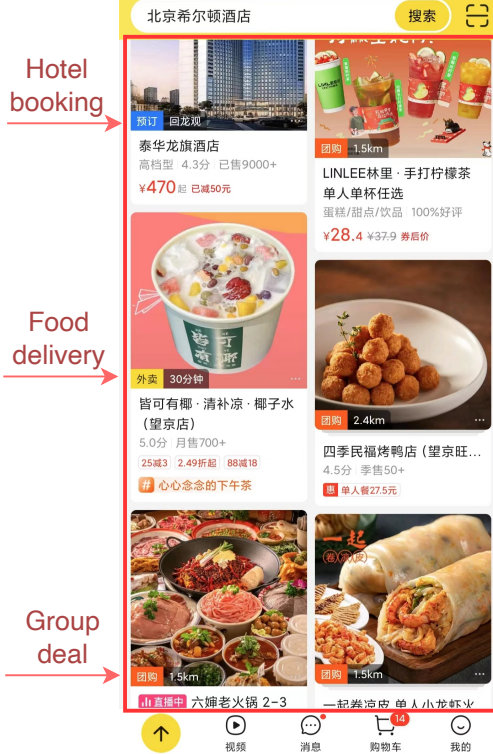 北京希尔顿酒店
搜索
Hotel
booking
预订 回龙观
泰华龙旗酒店
高档型 4.3分 已售9000+
¥470起 已减50元
LINLEE
团购 1.5km
LINLEE林里 · 手打柠檬茶
单人单杯任选
蛋糕/甜点/饮品 100%好评
¥28.4 ¥37.9 券后价
Food
delivery
外卖 30分钟
皆可有椰 · 清补凉 · 椰子水
（望京店）
5.0分 月售700+
25减3 2.49折起 88减18
# 心心念念的下午茶
团购 2.4km
四季民福烤鸭店（望京旺...
4.5分 季售50+
惠 单人餐27.5元
Group
deal
团购 1.5km
直播中 六婶老火锅 2-3
一起
卷凉皮
团购 1.5km
一起卷凉皮 单人小龙虾火
视频
消息
14
购物车
我的